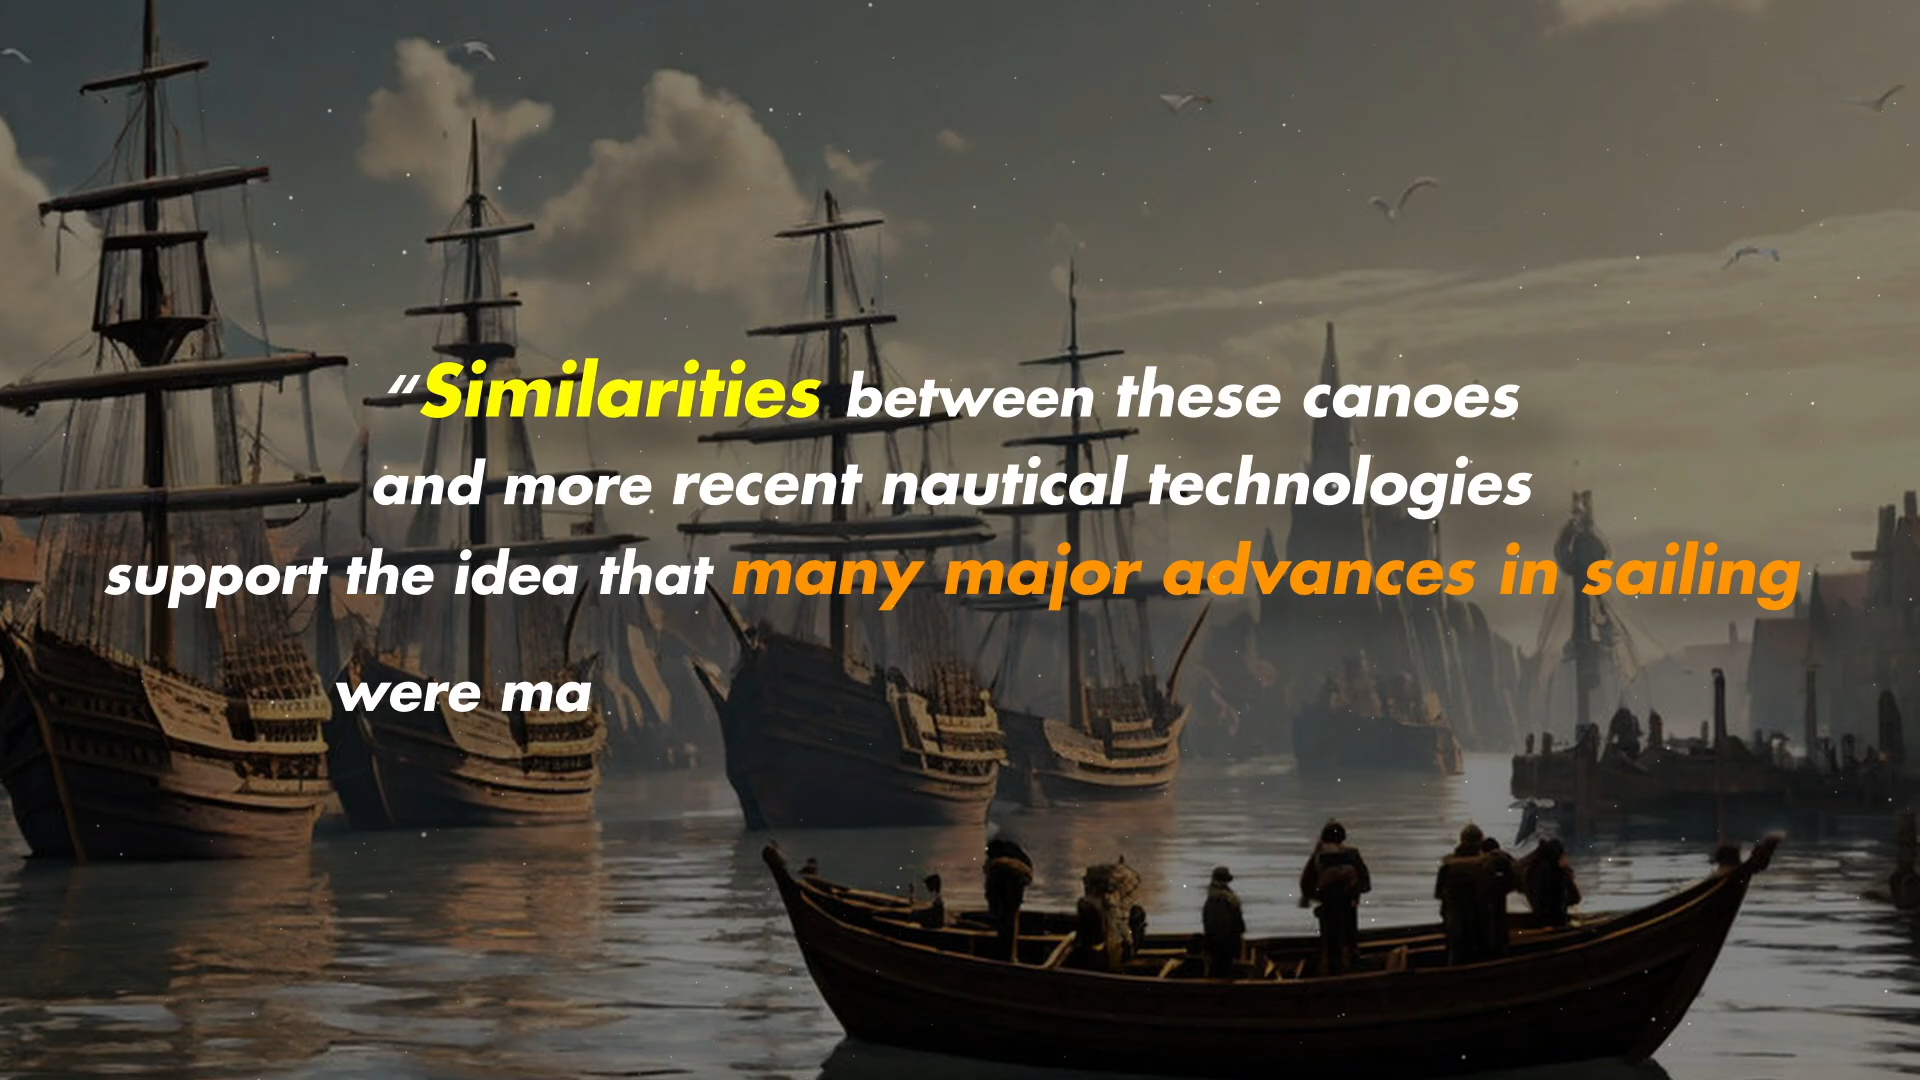 “Similarities between these canoes
and more recent nautical technologies
support the idea that many major advances in sailing
were ma